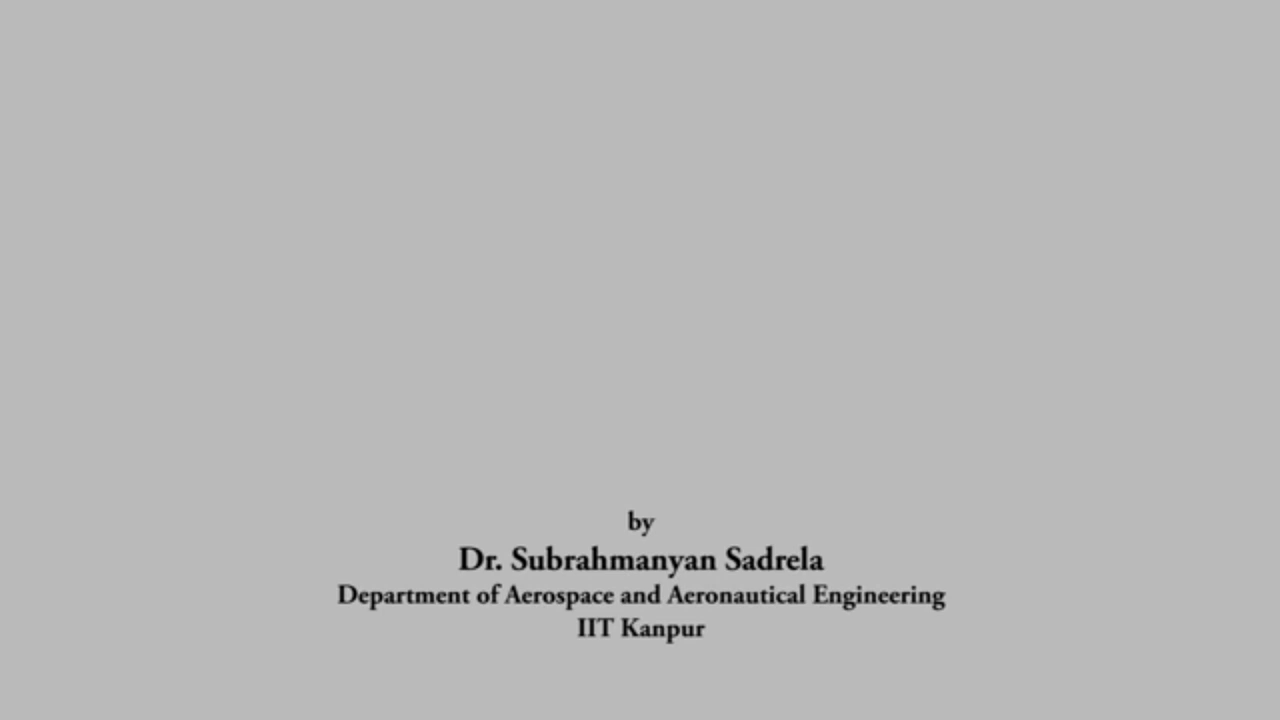 by
Dr. Subrahmanyan Sadrela
Department of Aerospace and Aeronautical Engineering
IIT Kanpur